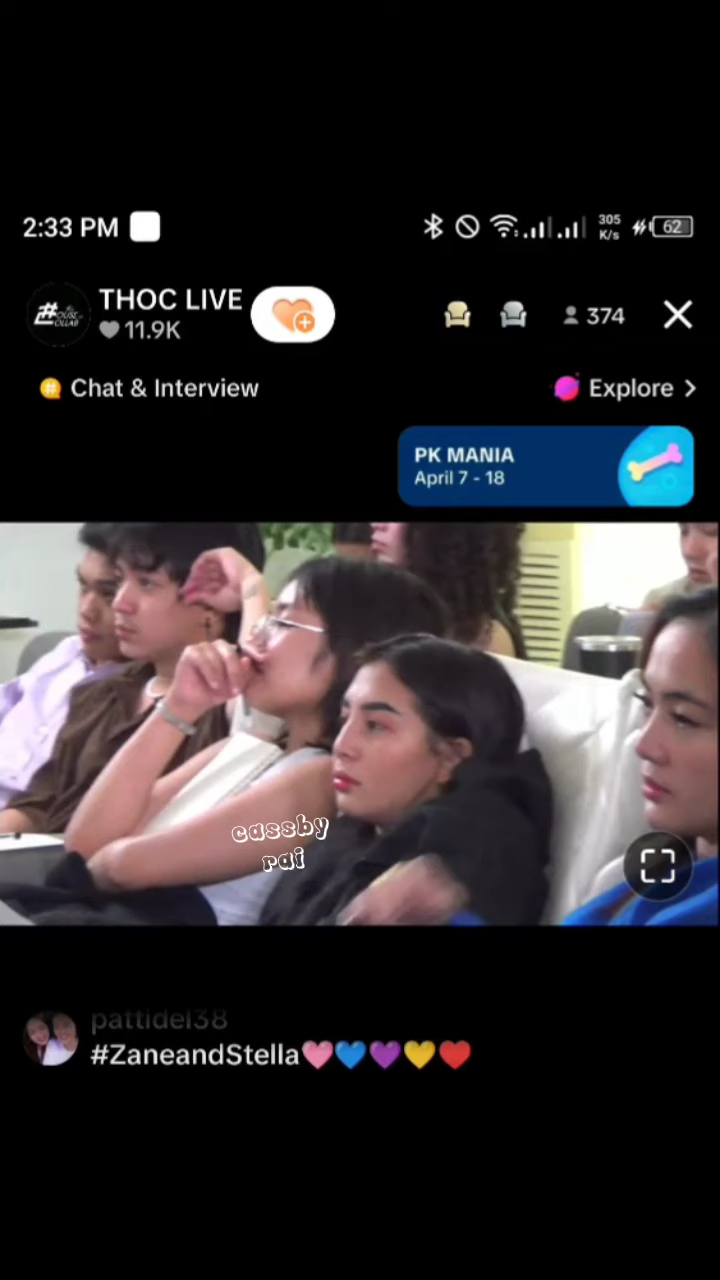 2:33 PM
305
K/s
62
THOC LIVE
11.9K
374
Chat & Interview
Explore
PK MANIA
April 7 - 18
cassby
rai
pattidel38
#ZaneandStella🩷💙💜💛❤️